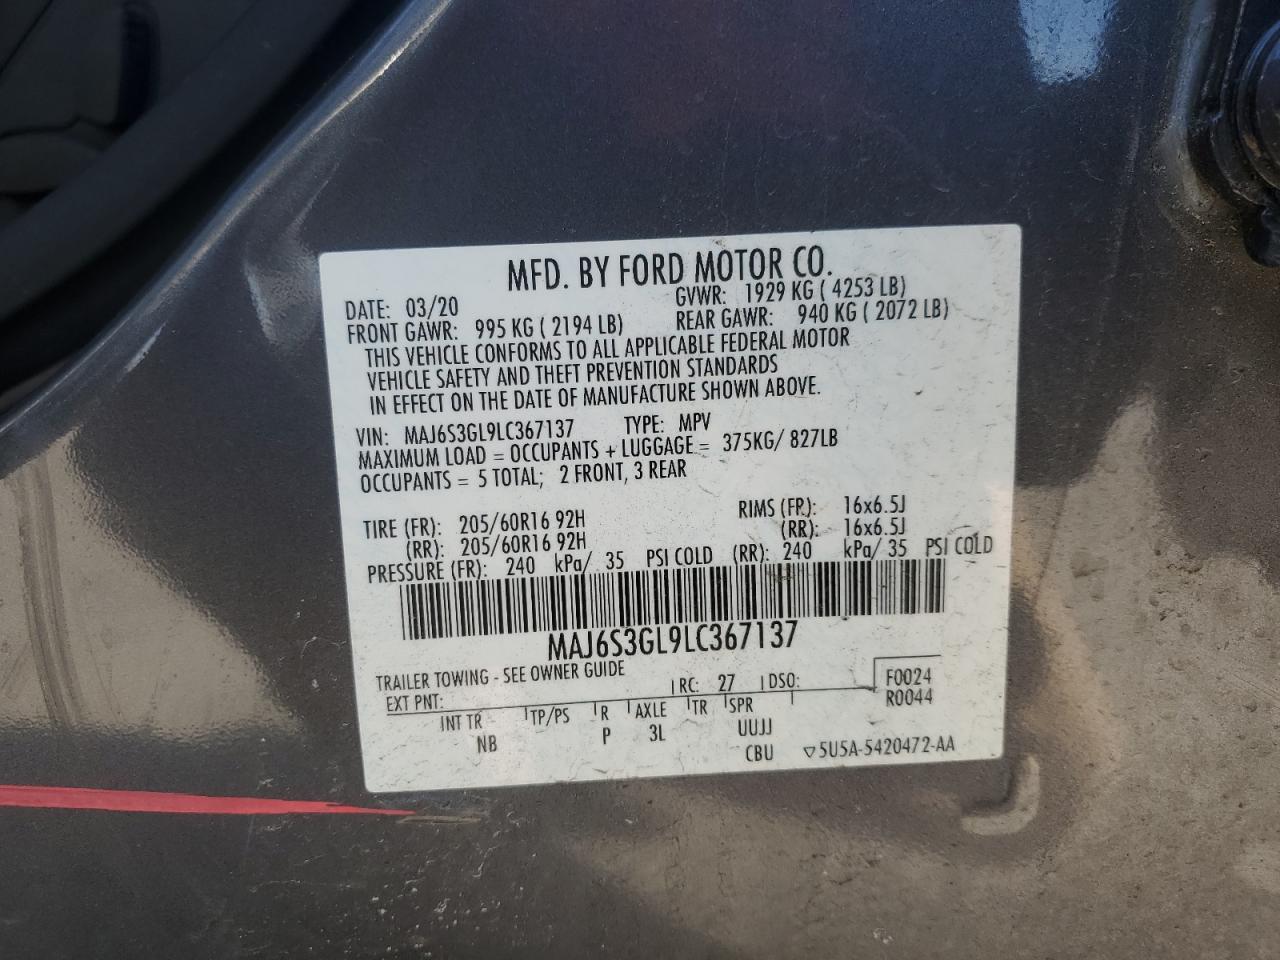 MFD. BY FORD MOTOR CO.
DATE: 03/20 GVWR: 1929 KG ( 4253 LB)
FRONT GAWR: 995 KG ( 2194 LB) REAR GAWR: 940 KG ( 2072 LB)
THIS VEHICLE CONFORMS TO ALL APPLICABLE FEDERAL MOTOR
VEHICLE SAFETY AND THEFT PREVENTION STANDARDS
IN EFFECT ON THE DATE OF MANUFACTURE SHOWN ABOVE.
VIN: MAJ6S3GL9LC367137 TYPE: MPV
MAXIMUM LOAD = OCCUPANTS + LUGGAGE = 375KG/ 827LB
OCCUPANTS = 5 TOTAL; 2 FRONT, 3 REAR
TIRE (FR): 205/60R16 92H RIMS (FR): 16x6.5J
(RR): 205/60R16 92H (RR): 16x6.5J
PRESSURE (FR): 240 kPa/ 35 PSI COLD (RR): 240 kPa/ 35 PSI COLD
MAJ6S3GL9LC367137
TRAILER TOWING - SEE OWNER GUIDE
EXT PNT: RC: 27 DSO: F0024
R0044
INT TR TP/PS R AXLE TR SPR
NB P 3L UUJJ
CBU ▽5U5A-5420472-AA